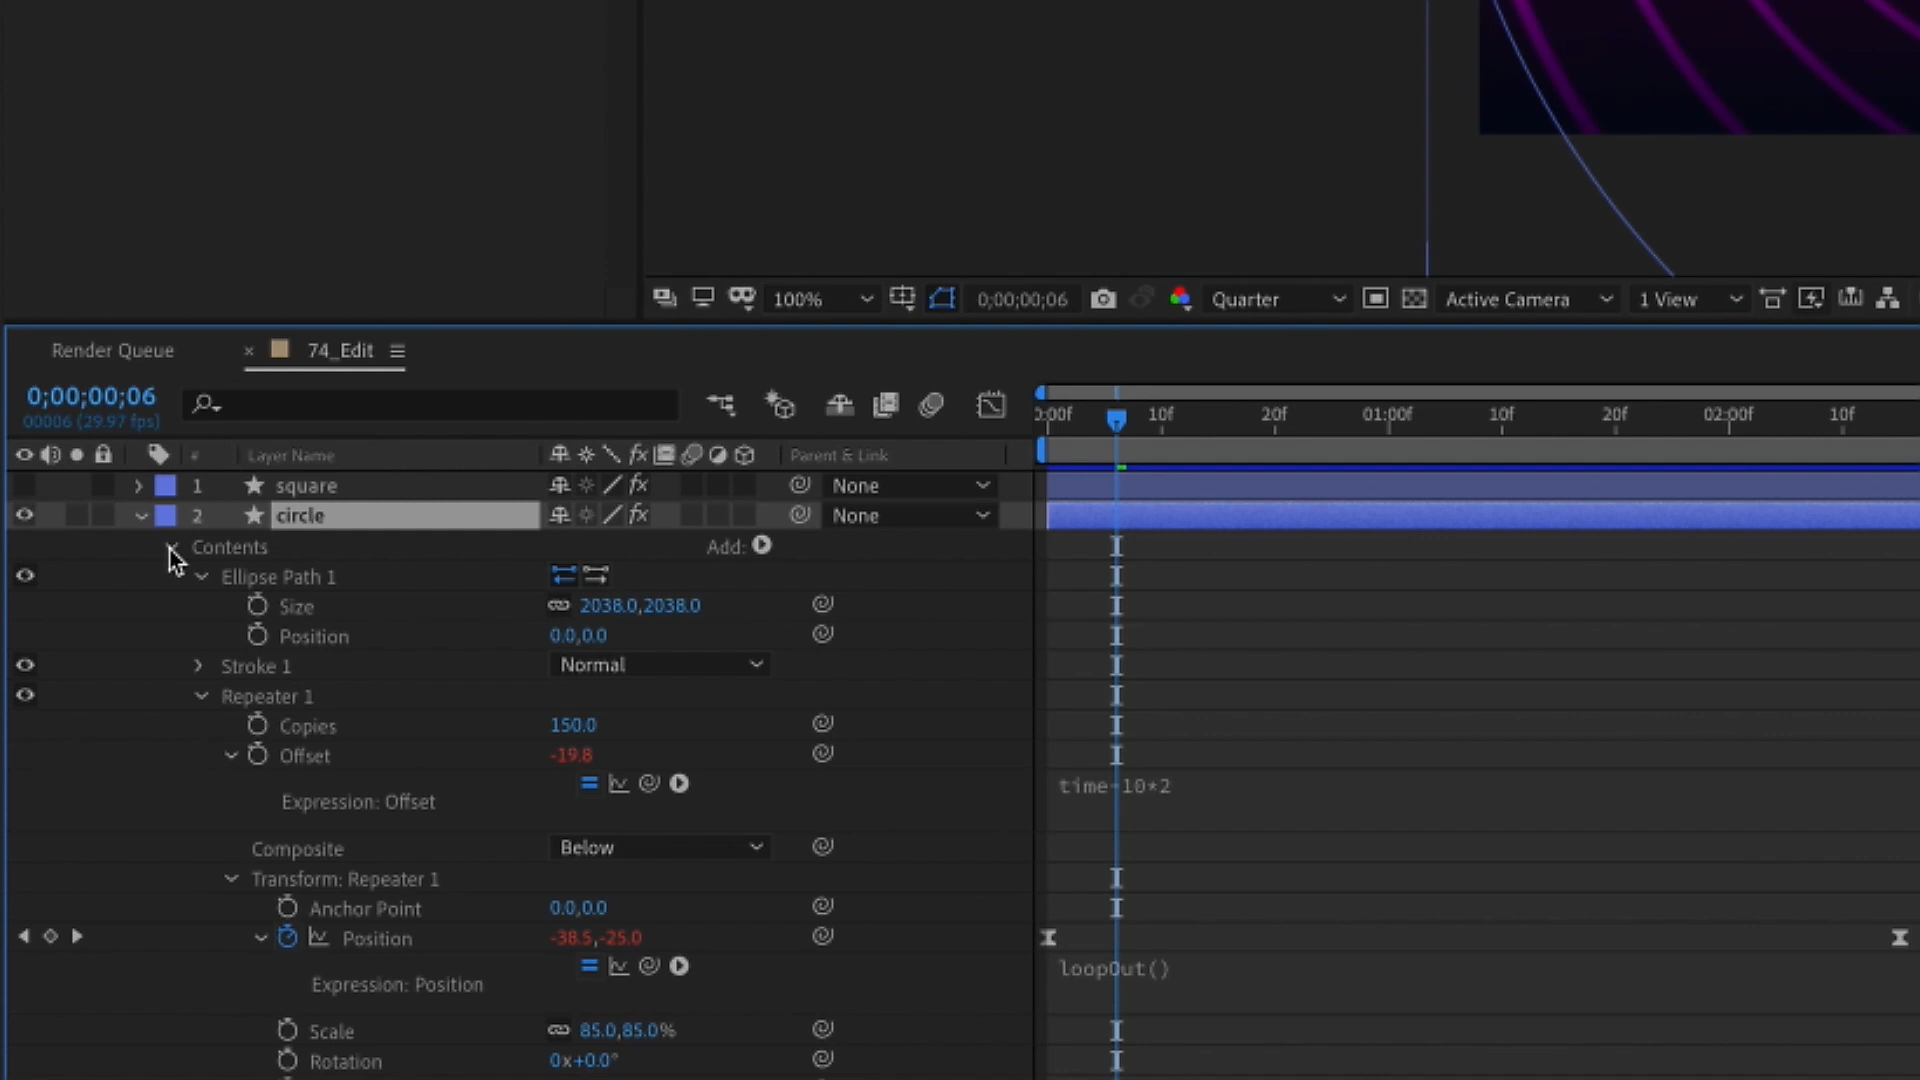 100% 0;00;00;06 Quarter Active Camera 1 View
Render Queue × 74_Edit
0;00;00;06
00006 (29.97 fps)
0:00f 10f 20f 01:00f 10f 20f 02:00f 10f
# Layer Name fx Parent & Link
1 square fx None
2 circle fx None
Contents Add:
Ellipse Path 1
Size 2038.0,2038.0
Position 0.0,0.0
Stroke 1 Normal
Repeater 1
Copies 150.0
Offset -19.8
time-10*2
Expression: Offset
Composite Below
Transform: Repeater 1
Anchor Point 0.0,0.0
Position -38.5,-25.0
loopOut()
Expression: Position
Scale 85.0,85.0%
Rotation 0x+0.0°